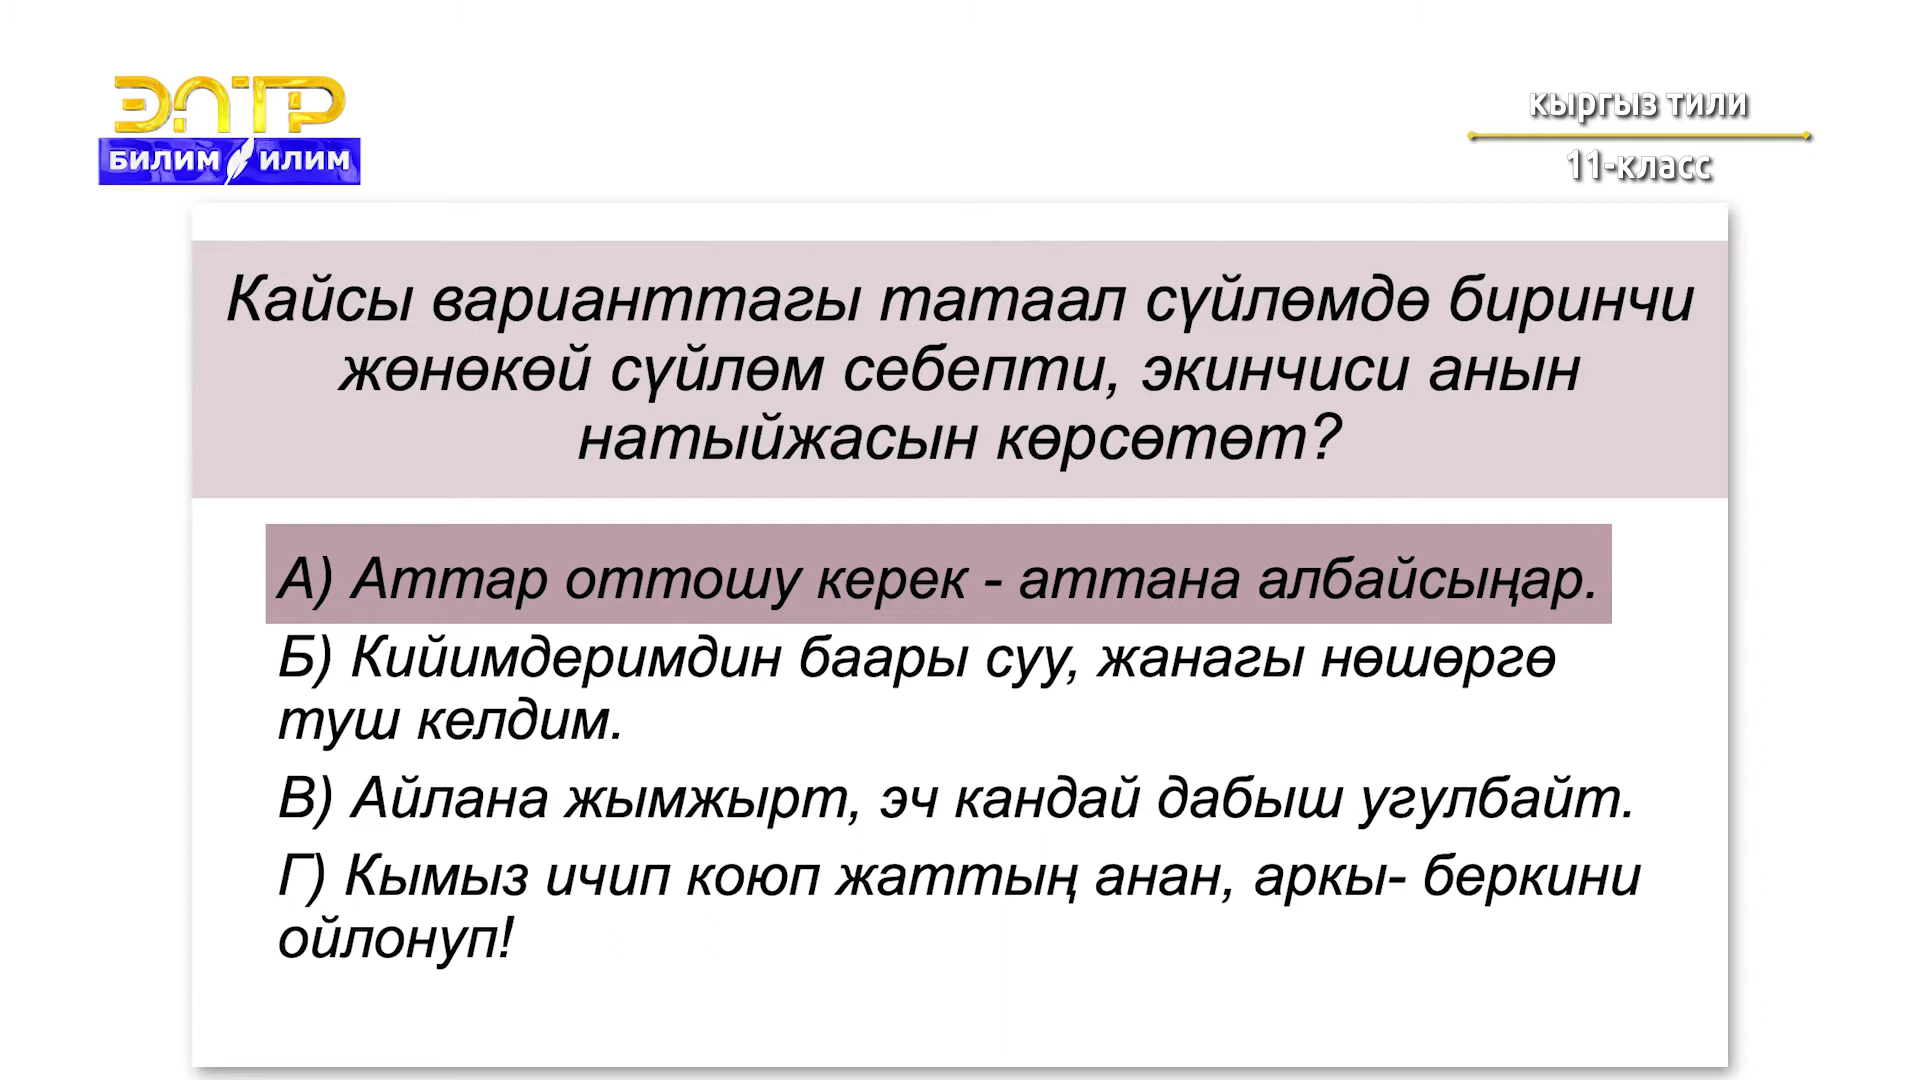 ЭЛТР
БИЛИМ ИЛИМ
кыргыз тили
11-класс
Кайсы варианттагы татаал сүйлөмдө биринчи
жөнөкөй сүйлөм себепти, экинчиси анын
натыйжасын көрсөтөт?
А) Аттар оттошу керек - аттана албайсыңар.
Б) Кийимдеримдин баары суу, жанагы нөшөргө
туш келдим.
В) Айлана жымжырт, эч кандай дабыш угулбайт.
Г) Кымыз ичип коюп жаттың анан, аркы- беркини
ойлонуп!